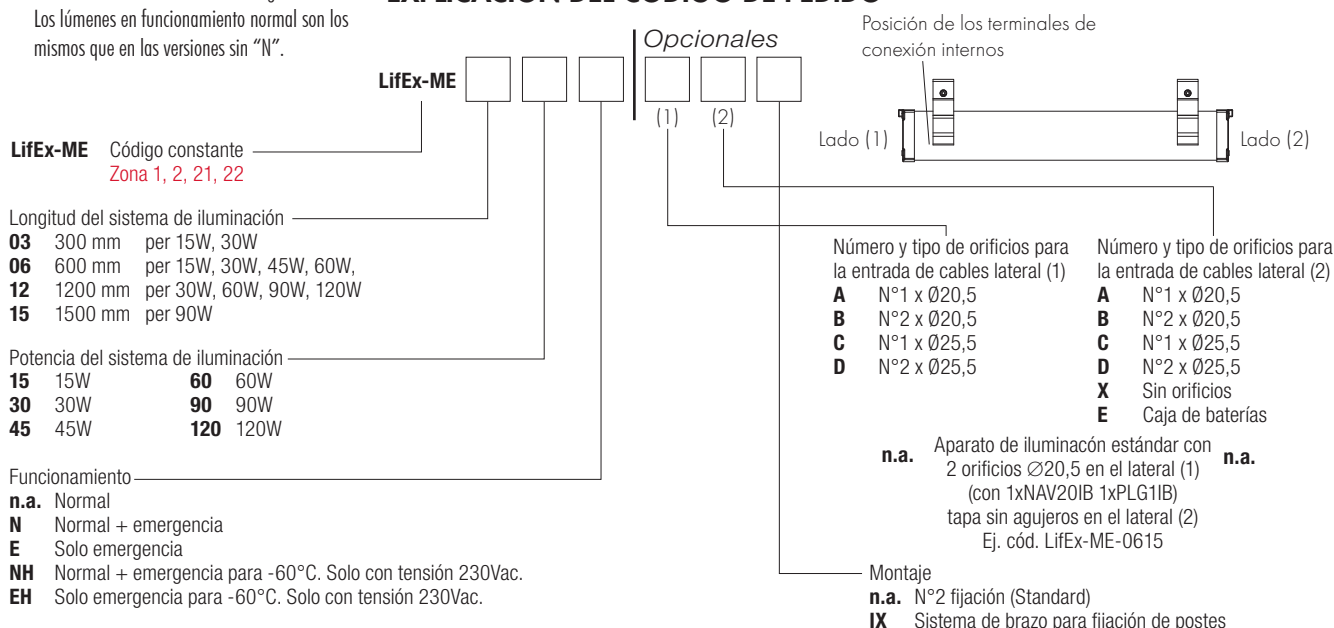 Los lúmenes en funcionamiento normal son los
mismos que en las versiones sin “N”.
EXPLICACIÓN DEL CÓDIGO DE PEDIDO
Opcionales
LifEx-ME
(1) (2)
Posición de los terminales de
conexión internos
Lado (1)
Lado (2)
LifEx-ME Código constante
Zona 1, 2, 21, 22
Longitud del sistema de iluminación
03 300 mm per 15W, 30W
06 600 mm per 15W, 30W, 45W, 60W,
12 1200 mm per 30W, 60W, 90W, 120W
15 1500 mm per 90W
Potencia del sistema de iluminación
15 15W 60 60W
30 30W 90 90W
45 45W 120 120W
Funcionamiento
n.a. Normal
N Normal + emergencia
E Solo emergencia
NH Normal + emergencia para -60°C. Solo con tensión 230Vac.
EH Solo emergencia para -60°C. Solo con tensión 230Vac.
Número y tipo de orificios para
la entrada de cables lateral (1)
A N°1 x Ø20,5
B N°2 x Ø20,5
C N°1 x Ø25,5
D N°2 x Ø25,5
Número y tipo de orificios para
la entrada de cables lateral (2)
A N°1 x Ø20,5
B N°2 x Ø20,5
C N°1 x Ø25,5
D N°2 x Ø25,5
X Sin orificios
E Caja de baterías
n.a. Aparato de iluminacón estándar con n.a.
2 orificios ∅20,5 en el lateral (1)
(con 1xNAV20IB 1xPLG1IB)
tapa sin agujeros en el lateral (2)
Ej. cód. LifEx-ME-0615
Montaje
n.a. N°2 fijación (Standard)
IX Sistema de brazo para fijación de postes